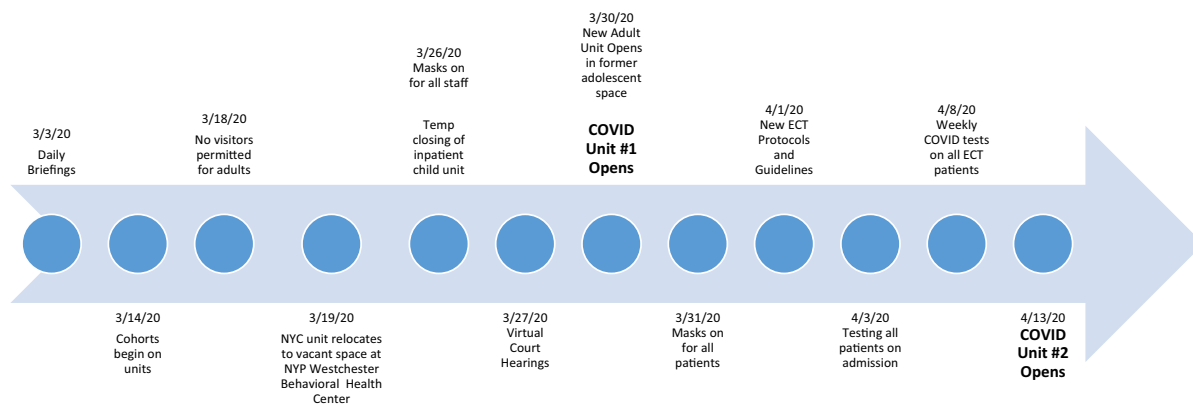 3/3/20
Daily
Briefings
3/14/20
Cohorts
begin on
units
3/18/20
No visitors
permitted
for adults
3/19/20
NYC unit relocates
to vacant space at
NYP Westchester
Behavioral Health
Center
3/26/20
Masks on
for all staff
Temp
closing of
inpatient
child unit
3/27/20
Virtual
Court
Hearings
3/30/20
New Adult
Unit Opens
in former
adolescent
space
COVID
Unit #1
Opens
3/31/20
Masks on
for all
patients
4/1/20
New ECT
Protocols
and
Guidelines
4/3/20
Testing all
patients on
admission
4/8/20
Weekly
COVID tests
on all ECT
patients
4/13/20
COVID
Unit #2
Opens